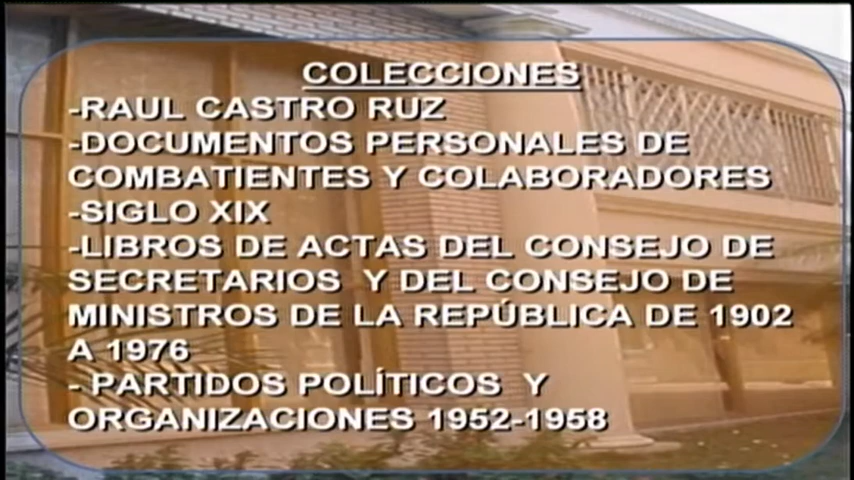 COLECCIONES
-RAUL CASTRO RUZ
-DOCUMENTOS PERSONALES DE
COMBATIENTES Y COLABORADORES
-SIGLO XIX
-LIBROS DE ACTAS DEL CONSEJO DE
SECRETARIOS Y DEL CONSEJO DE
MINISTROS DE LA REPÚBLICA DE 1902
A 1976
- PARTIDOS POLÍTICOS Y
ORGANIZACIONES 1952-1958